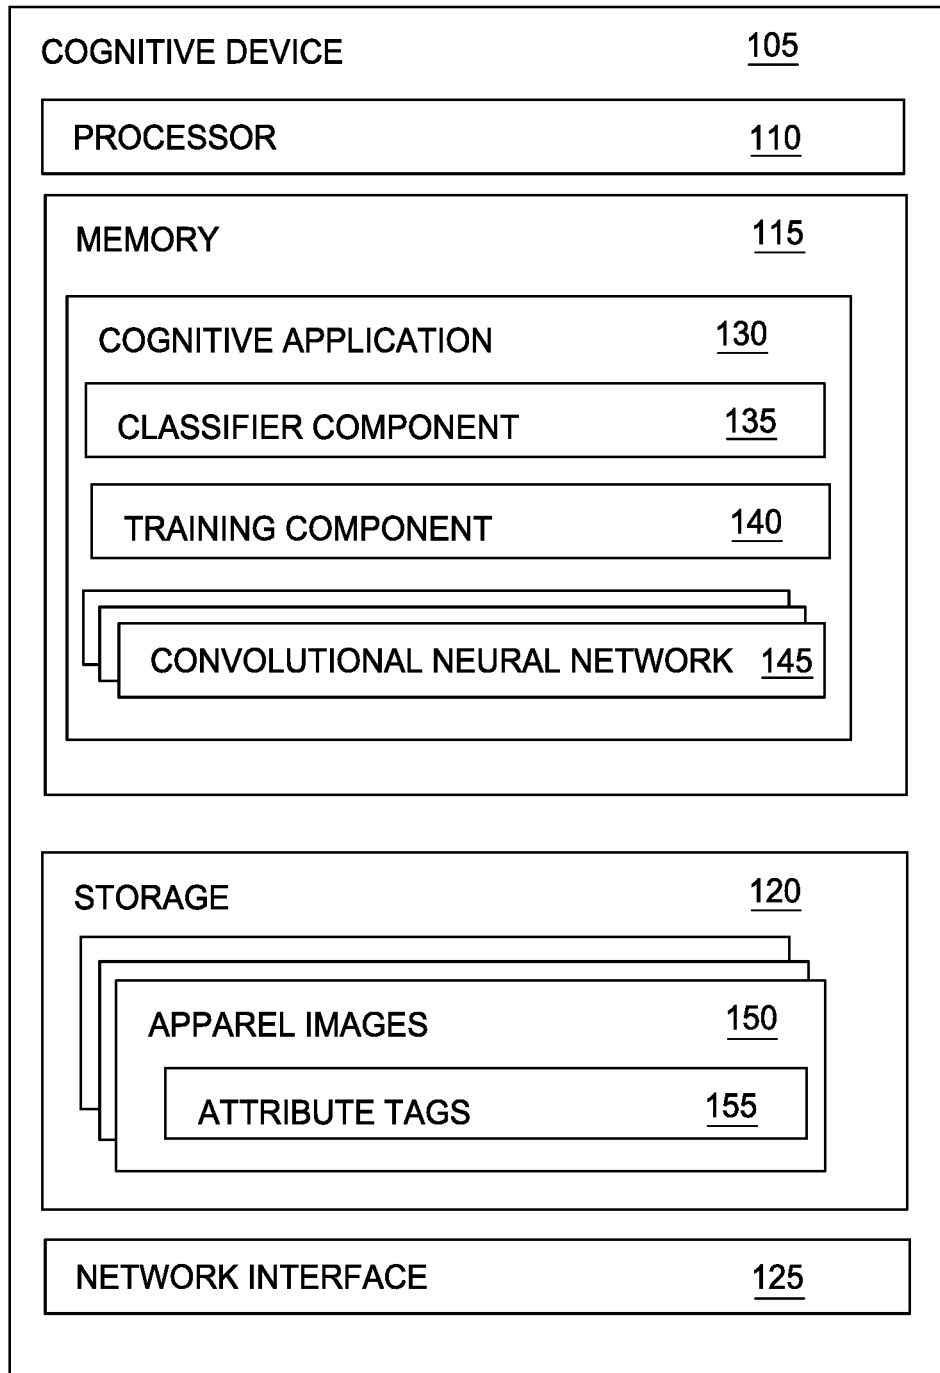 COGNITIVE DEVICE 105
PROCESSOR 110
MEMORY 115
COGNITIVE APPLICATION 130
CLASSIFIER COMPONENT 135
TRAINING COMPONENT 140
CONVOLUTIONAL NEURAL NETWORK 145
STORAGE 120
APPAREL IMAGES 150
ATTRIBUTE TAGS 155
NETWORK INTERFACE 125